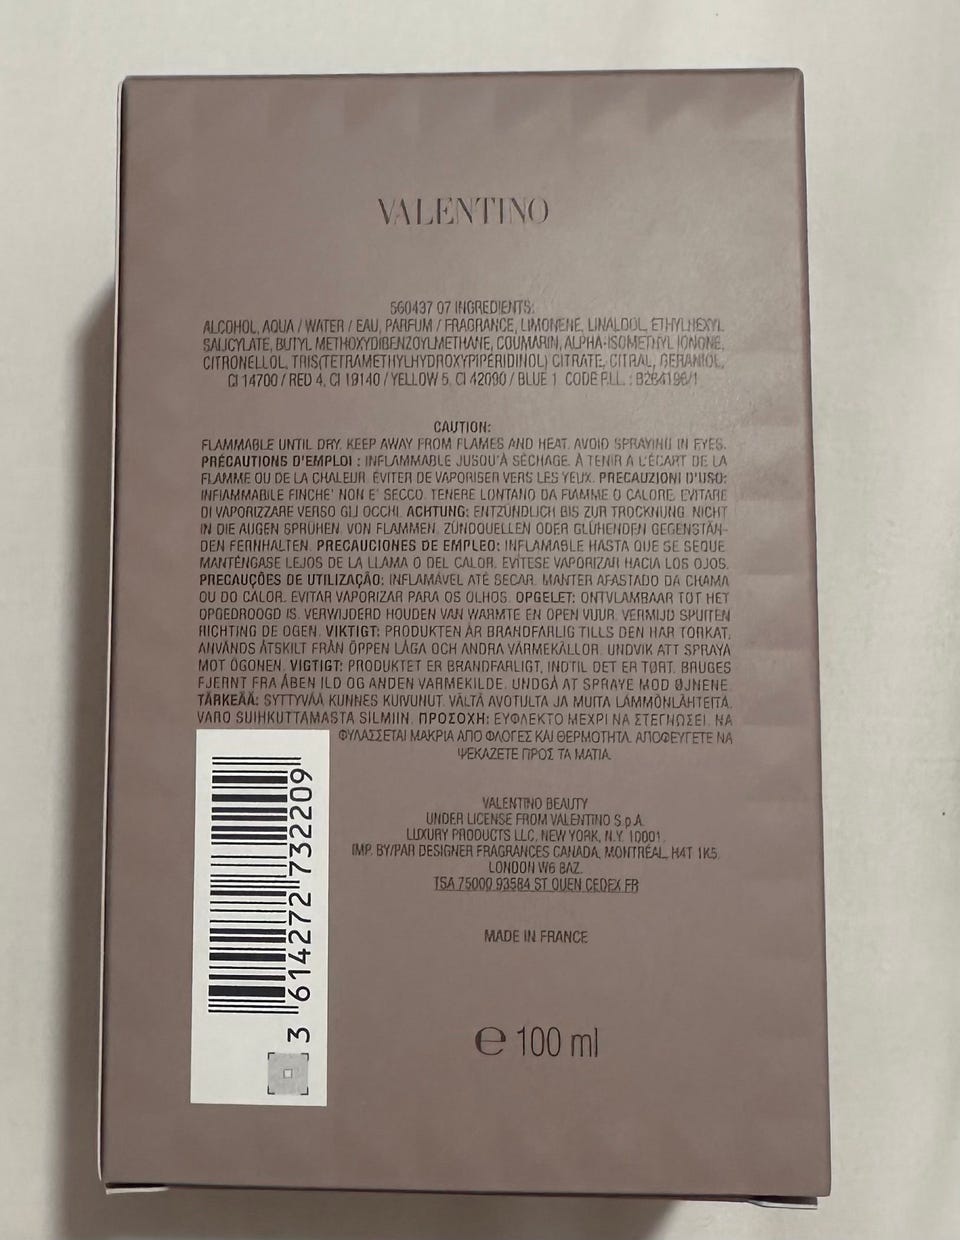 VALENTINO
560437 07 INGREDIENTS:
ALCOHOL, AQUA / WATER / EAU, PARFUM / FRAGRANCE, LIMONENE, LINALOOL, ETHYLHEXYL
SALICYLATE, BUTYL METHOXYDIBENZOYLMETHANE, COUMARIN, ALPHA-ISOMETHYL IONONE,
CITRONELLOL, TRIS(TETRAMETHYLHYDROXYPIPERIDINOL) CITRATE, CITRAL, GERANIOL,
CI 14700 / RED 4, CI 19140 / YELLOW 5, CI 42090 / BLUE 1 CODE F.I.L. : B264196/1
CAUTION:
FLAMMABLE UNTIL DRY. KEEP AWAY FROM FLAMES AND HEAT. AVOID SPRAYING IN EYES.
PRÉCAUTIONS D'EMPLOI : INFLAMMABLE JUSQU'À SÉCHAGE. À TENIR À L'ÉCART DE LA
FLAMME OU DE LA CHALEUR. ÉVITER DE VAPORISER VERS LES YEUX. PRECAUZIONI D'USO:
INFIAMMABILE FINCHE' NON E' SECCO. TENERE LONTANO DA FIAMME O CALORE. EVITARE
DI VAPORIZZARE VERSO GLI OCCHI. ACHTUNG: ENTZÜNDLICH BIS ZUR TROCKNUNG. NICHT
IN DIE AUGEN SPRÜHEN. VON FLAMMEN, ZÜNDQUELLEN ODER GLÜHENDEN GEGENSTÄN-
DEN FERNHALTEN. PRECAUCIONES DE EMPLEO: INFLAMABLE HASTA QUE SE SEQUE.
MANTÉNGASE LEJOS DE LA LLAMA O DEL CALOR. EVÍTESE VAPORIZAR HACIA LOS OJOS.
PRECAUÇÕES DE UTILIZAÇÃO: INFLAMÁVEL ATÉ SECAR. MANTER AFASTADO DA CHAMA
OU DO CALOR. EVITAR VAPORIZAR PARA OS OLHOS. OPGELET: ONTVLAMBAAR TOT HET
OPGEDROOGD IS. VERWIJDERD HOUDEN VAN WARMTE EN OPEN VUUR. VERMIJD SPUITEN
RICHTING DE OGEN. VIKTIGT: PRODUKTEN ÄR BRANDFARLIG TILLS DEN HAR TORKAT,
ANVÄNDS ÅTSKILT FRÅN ÖPPEN LÅGA OCH ANDRA VÄRMEKÄLLOR. UNDVIK ATT SPRAYA
MOT ÖGONEN. VIGTIGT: PRODUKTET ER BRANDFARLIGT, INDTIL DET ER TØRT. BRUGES
FJERNT FRA ÅBEN ILD OG ANDEN VARMEKILDE. UNDGÅ AT SPRAYE MOD ØJNENE.
TÄRKEÄÄ: SYTTYVÄÄ KUNNES KUIVUNUT. VÄLTÄ AVOTULTA JA MUITA LÄMMÖNLÄHTEITÄ.
VARO SUIHKUTTAMASTA SILMIIN. ΠΡΟΣΟΧΗ: ΕΥΦΛΕΚΤΟ ΜΕΧΡΙ ΝΑ ΣΤΕΓΝΩΣΕΙ. ΝΑ
ΦΥΛΑΣΣΕΤΑΙ ΜΑΚΡΙΑ ΑΠΟ ΦΛΟΓΕΣ ΚΑΙ ΘΕΡΜΟΤΗΤΑ. ΑΠΟΦΕΥΓΕΤΕ ΝΑ
ΨΕΚΑΖΕΤΕ ΠΡΟΣ ΤΑ ΜΑΤΙΑ.
VALENTINO BEAUTY
UNDER LICENSE FROM VALENTINO S.p.A.
LUXURY PRODUCTS LLC, NEW YORK, N.Y. 10001.
IMP. BY/PAR DESIGNER FRAGRANCES CANADA, MONTRÉAL, H4T 1K5.
LONDON W6 8AZ.
TSA 75000 93584 ST OUEN CEDEX FR
MADE IN FRANCE
℮ 100 ml
3 614272 732209